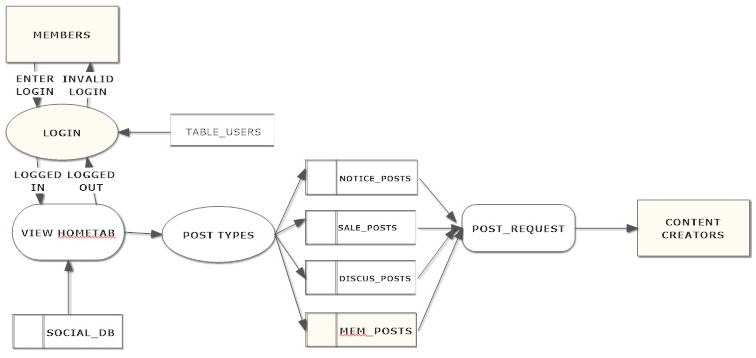 MEMBERS
ENTER
LOGIN
INVALID
LOGIN
LOGIN
TABLE_USERS
LOGGED
IN
LOGGED
OUT
VIEW HOMETAB
POST TYPES
NOTICE_POSTS
SALE_POSTS
DISCUS_POSTS
MEM_POSTS
POST_REQUEST
CONTENT
CREATORS
SOCIAL_DB